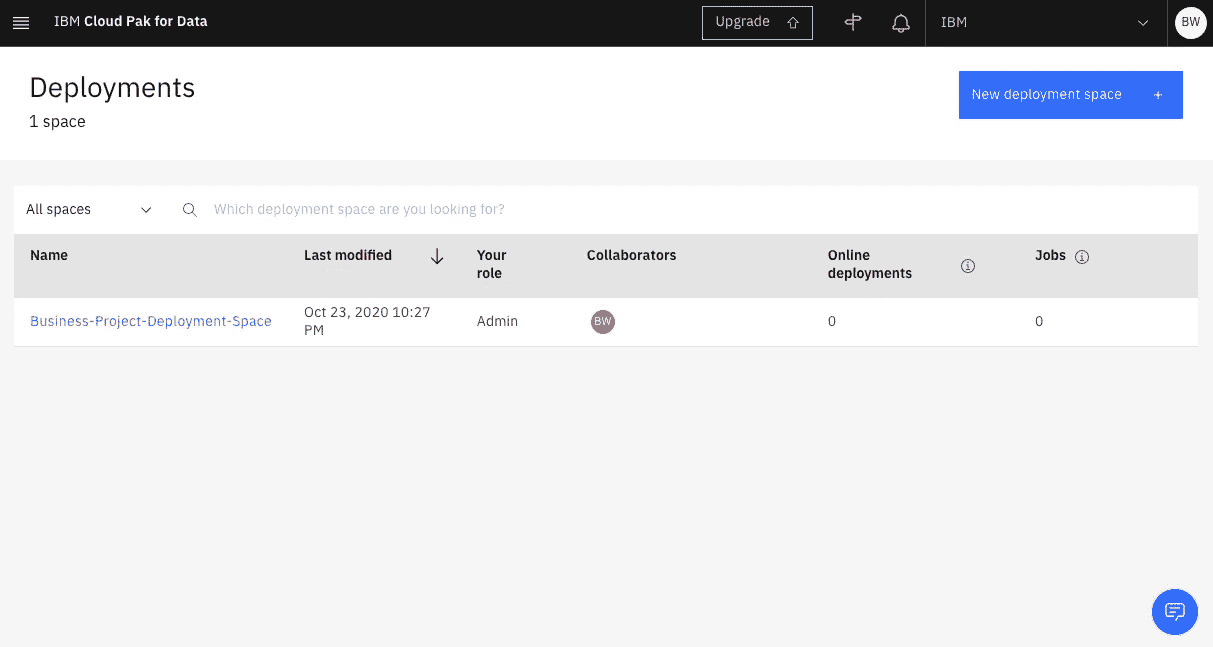 IBM Cloud Pak for Data
Upgrade
IBM
BW
Deployments
1 space
New deployment space +
All spaces
Which deployment space are you looking for?
Name
Last modified
Your
role
Collaborators
Online
deployments
Jobs
Business-Project-Deployment-Space
Oct 23, 2020 10:27
PM
Admin
BW
0
0